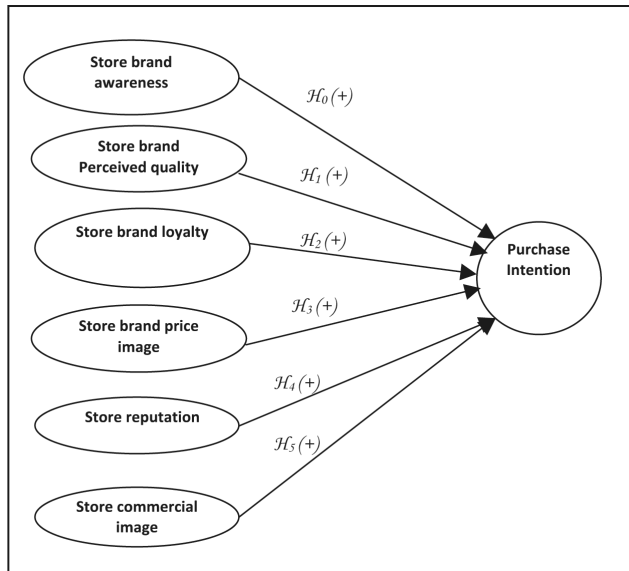 Store brand
awareness
H0 (+)
Store brand
Perceived quality
H1 (+)
Store brand loyalty
H2 (+)
Purchase
Intention
H3 (+)
Store brand price
image
H4 (+)
Store reputation
H5 (+)
Store commercial
image